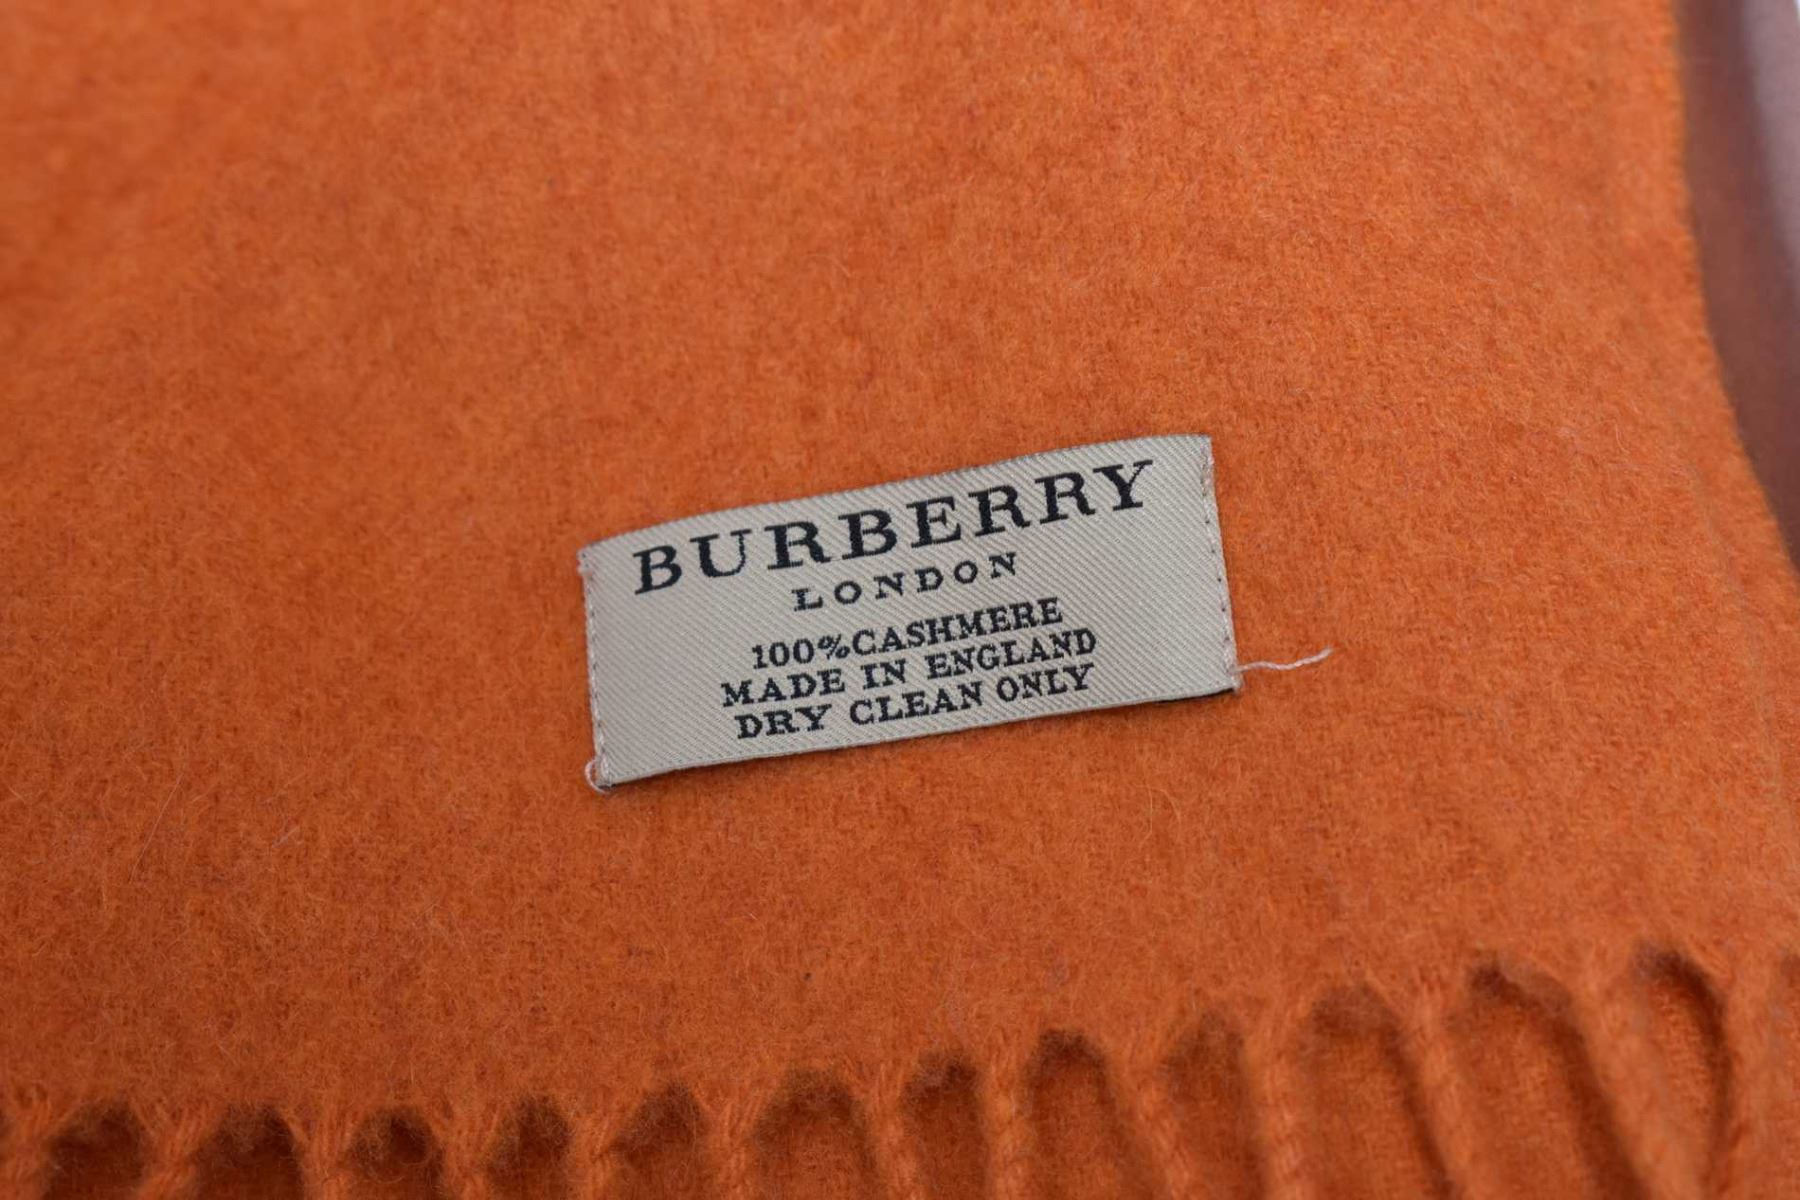 BURBERRY
LONDON
100%CASHMERE
MADE IN ENGLAND
DRY CLEAN ONLY